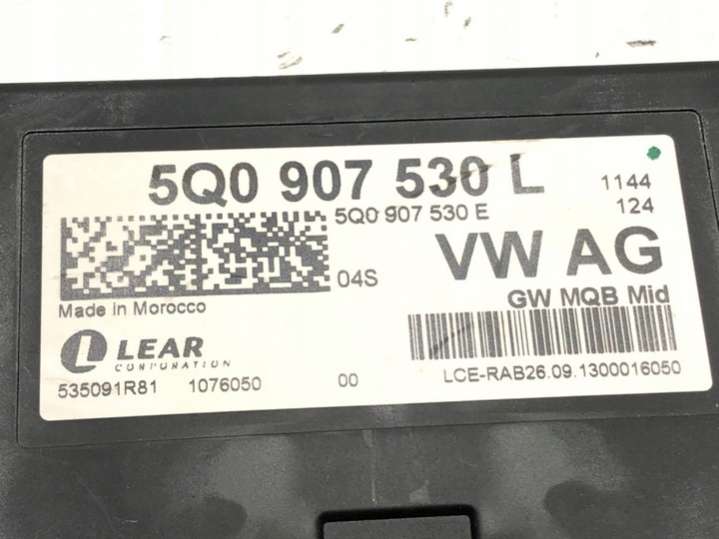 5Q0 907 530 L 1144
5Q0 907 530 E 124
VW AG
04S
GW MQB Mid
Made in Morocco
LEAR
CORPORATION
LCE-RAB26.09.1300016050
535091R81 1076050 00